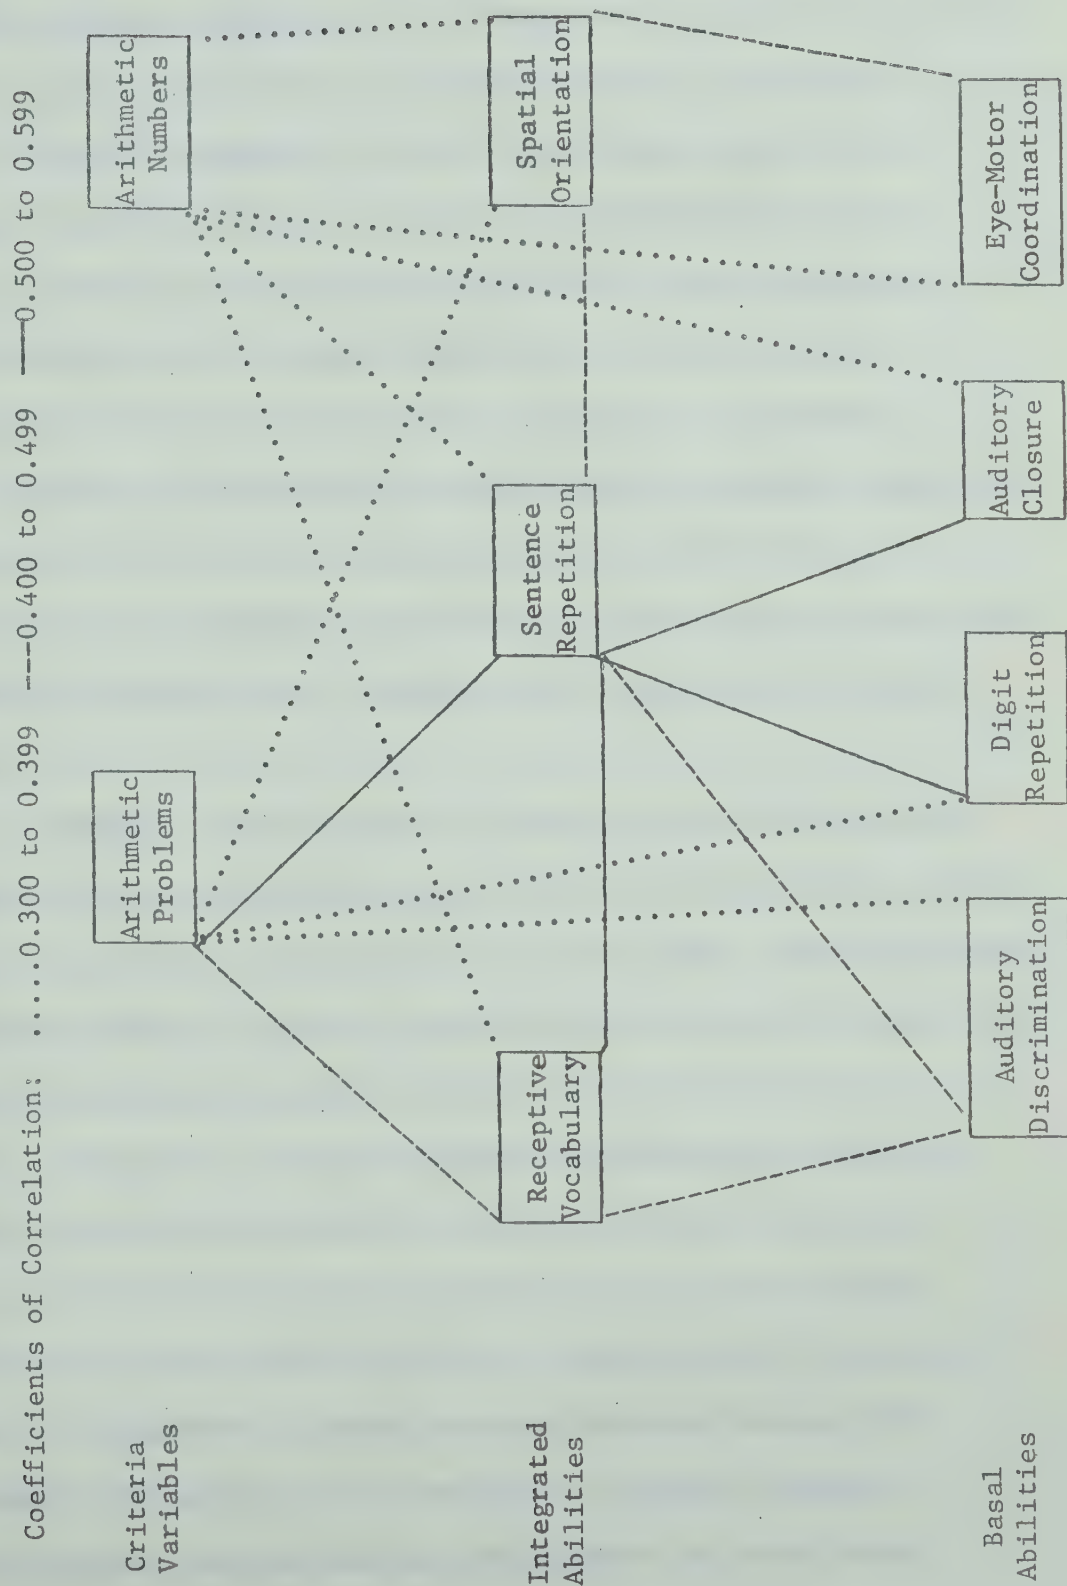 Coefficients of Correlation: .....0.300 to 0.399 ---0.400 to 0.499 ——0.500 to 0.599
Criteria
Variables
Arithmetic
Problems
Arithmetic
Numbers
Integrated
Abilities
Receptive
Vocabulary
Sentence
Repetition
Spatial
Orientation
Basal
Abilities
Auditory
Discrimination
Digit
Repetition
Auditory
Closure
Eye-Motor
Coordination